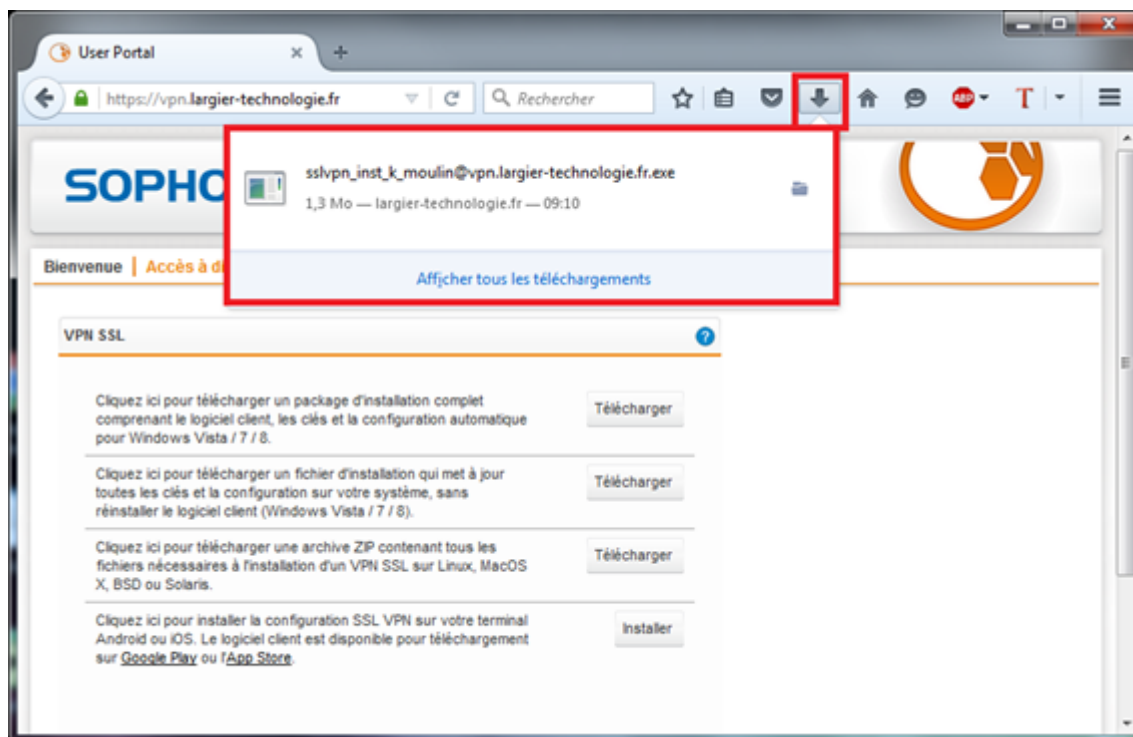 User Portal
https://vpn.largier-technologie.fr
Rechercher
ABP
T
SOPHO
sslvpn_inst_k_moulin@vpn.largier-technologie.fr.exe
1,3 Mo — largier-technologie.fr — 09:10
Afficher tous les téléchargements
Bienvenue | Accès à di
VPN SSL
?
Cliquez ici pour télécharger un package d'installation complet
comprenant le logiciel client, les clés et la configuration automatique
pour Windows Vista / 7 / 8.
Télécharger
Cliquez ici pour télécharger un fichier d'installation qui met à jour
toutes les clés et la configuration sur votre système, sans
réinstaller le logiciel client (Windows Vista / 7 / 8).
Télécharger
Cliquez ici pour télécharger une archive ZIP contenant tous les
fichiers nécessaires à l'installation d'un VPN SSL sur Linux, MacOS
X, BSD ou Solaris.
Télécharger
Cliquez ici pour installer la configuration SSL VPN sur votre terminal
Android ou iOS. Le logiciel client est disponible pour téléchargement
sur Google Play ou l'App Store.
Installer